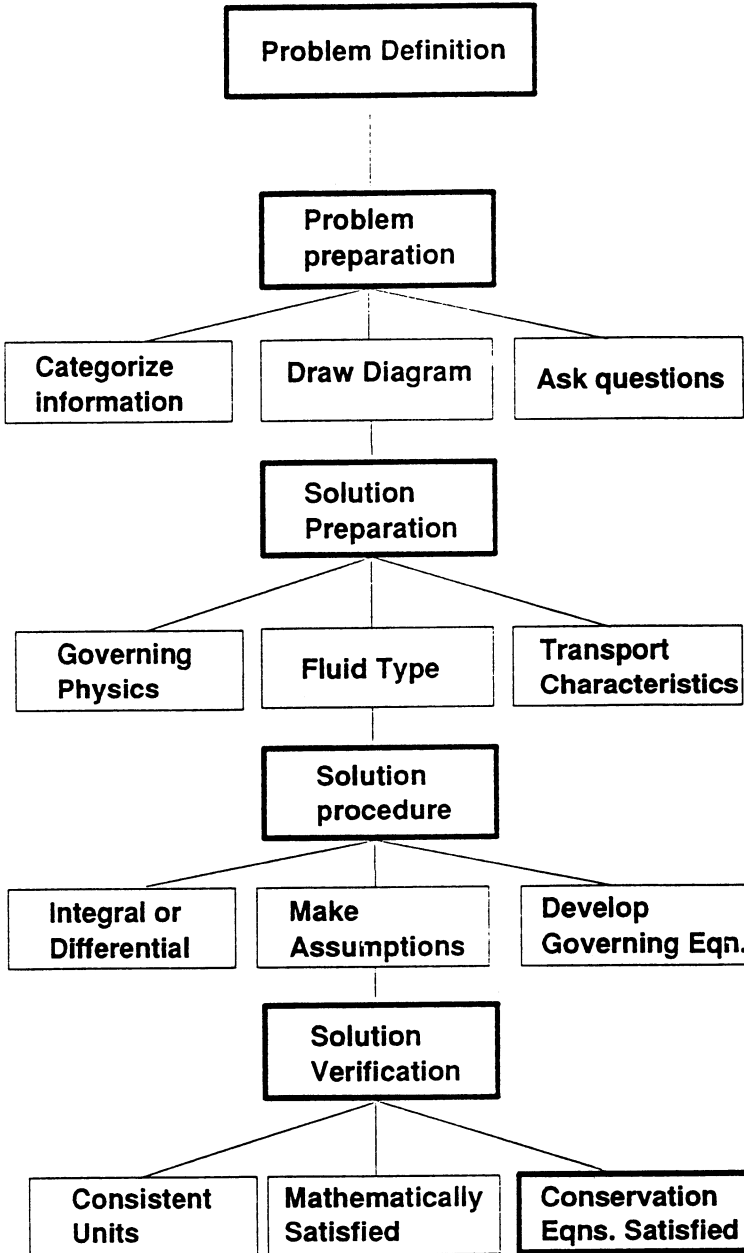 Problem Definition
Problem
preparation
Categorize
information
Draw Diagram
Ask questions
Solution
Preparation
Governing
Physics
Fluid Type
Transport
Characteristics
Solution
procedure
Integral or
Differential
Make
Assumptions
Develop
Governing Eqn.
Solution
Verification
Consistent
Units
Mathematically
Satisfied
Conservation
Eqns. Satisfied